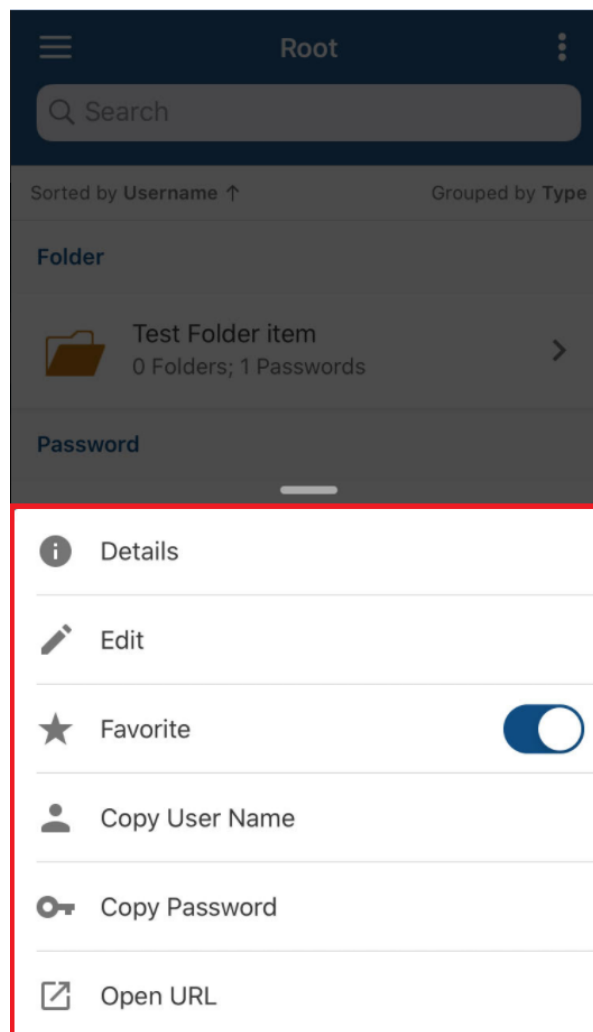 Root
Search
Sorted by Username ↑ Grouped by Type
Folder
Test Folder item
0 Folders; 1 Passwords
Password
Details
Edit
Favorite
Copy User Name
Copy Password
Open URL